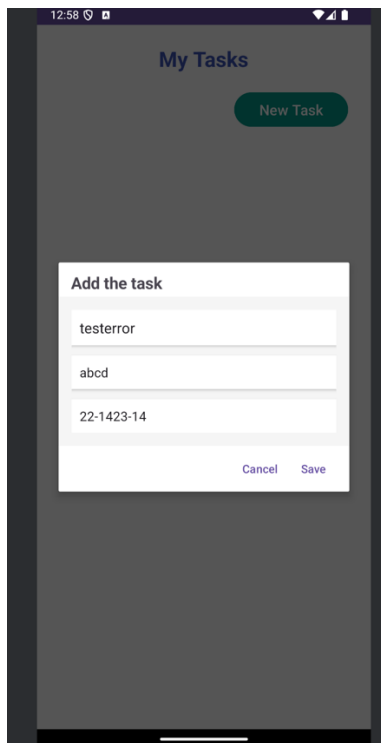 12:58
My Tasks
New Task
Add the task
testerror
abcd
22-1423-14
Cancel Save